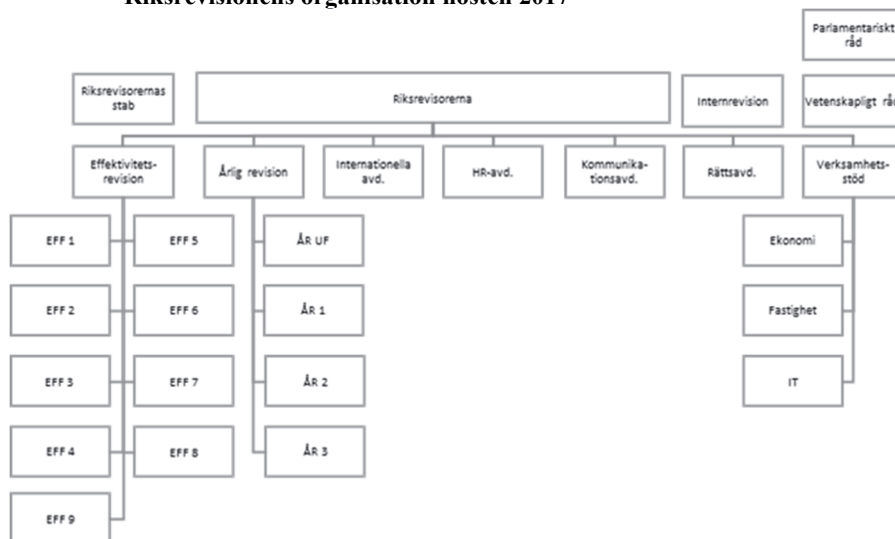 Riksrevisionens organisation hösten 2017
Parlamentariskt
råd
Riksrevisorernas
stab
Riksrevisorerna
Internrevision
Vetenskapligt råd
Effektivitets-
revision
Årlig revision
Internationella
avd.
HR-avd.
Kommunika-
tionsavd.
Rättsavd.
Verksamhets-
stöd
EFF 1
EFF 5
ÅR UF
Ekonomi
EFF 2
EFF 6
ÅR 1
Fastighet
EFF 3
EFF 7
ÅR 2
IT
EFF 4
EFF 8
ÅR 3
EFF 9